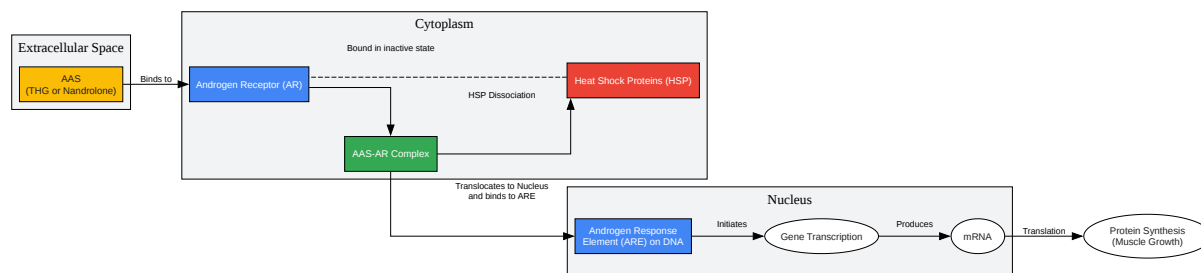 Cytoplasm
Extracellular Space
Bound in inactive state
AAS
(THG or Nandrolone)
Binds to
Androgen Receptor (AR)
Heat Shock Proteins (HSP)
HSP Dissociation
AAS-AR Complex
Translocates to Nucleus
and binds to ARE
Nucleus
Androgen Response
Element (ARE) on DNA
Initiates
Gene Transcription
Produces
mRNA
Translation
Protein Synthesis
(Muscle Growth)